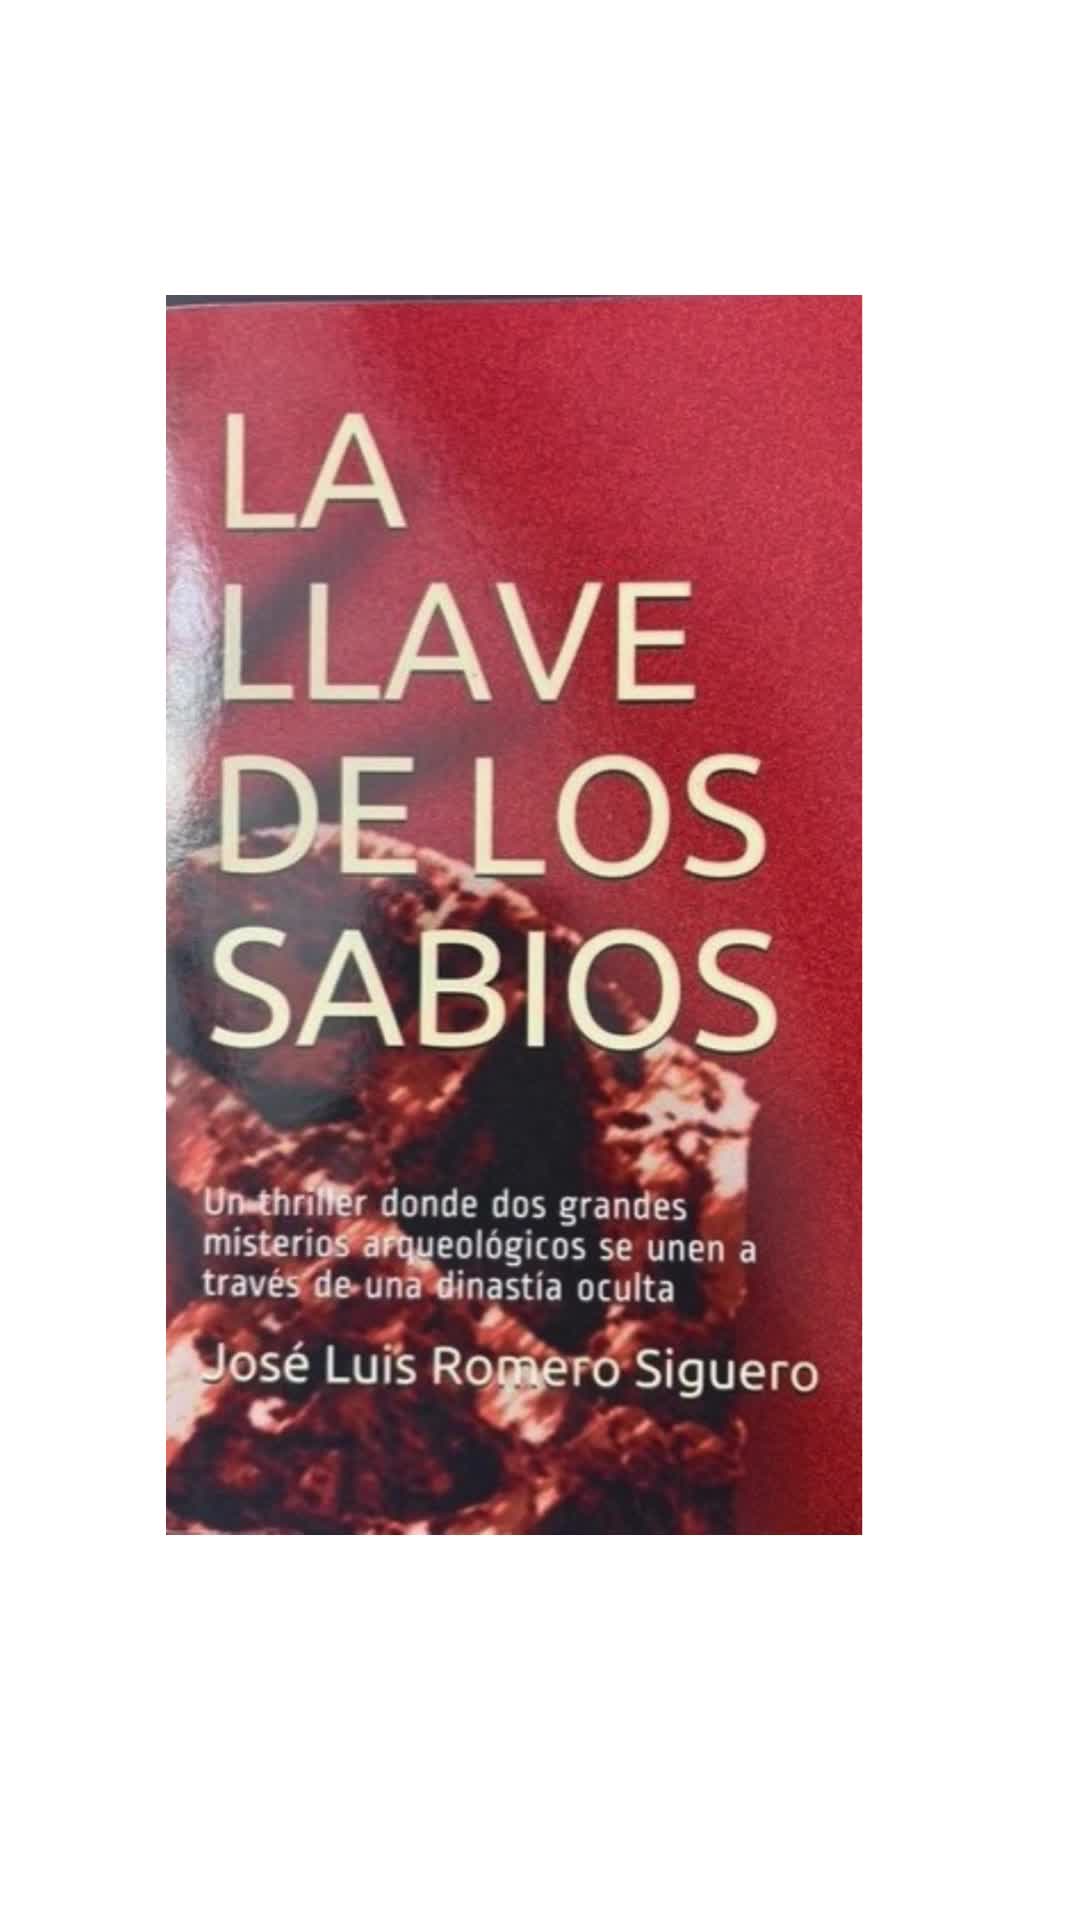 LA
LLAVE
DE LOS
SABIOS
Un thriller donde dos grandes
misterios arqueológicos se unen a
través de una dinastía oculta
José Luis Romero Siguero